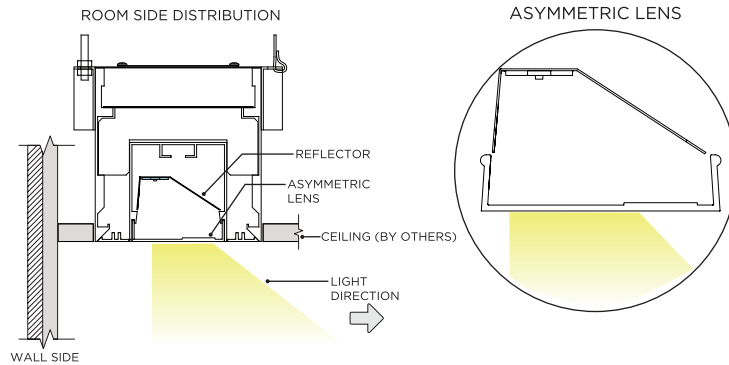 ROOM SIDE DISTRIBUTION
ASYMMETRIC LENS
REFLECTOR
ASYMMETRIC
LENS
CEILING (BY OTHERS)
LIGHT
DIRECTION
WALL SIDE